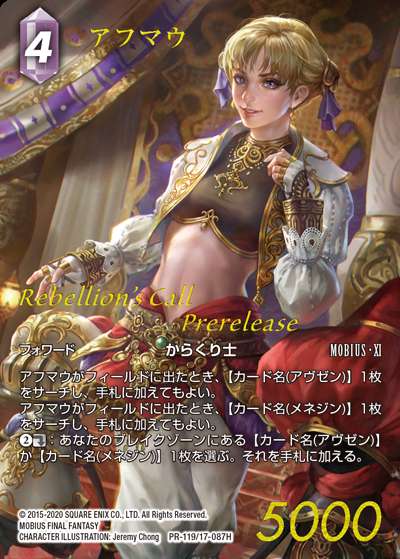 4
アフマウ
Rebellion's Call
Prerelease
フォワード からくり士 MOBIUS・XI
アフマウがフィールドに出たとき、【カード名(アヴゼン)】1枚
をサーチし、手札に加えてもよい。
アフマウがフィールドに出たとき、【カード名(メネジン)】1枚
をサーチし、手札に加えてもよい。
2：あなたのブレイクゾーンにある【カード名(アヴゼン)】
か【カード名(メネジン)】1枚を選ぶ。それを手札に加える。
© 2015-2020 SQUARE ENIX CO., LTD. All Rights Reserved.
MOBIUS FINAL FANTASY
CHARACTER ILLUSTRATION: Jeremy Chong PR-119/17-087H
5000